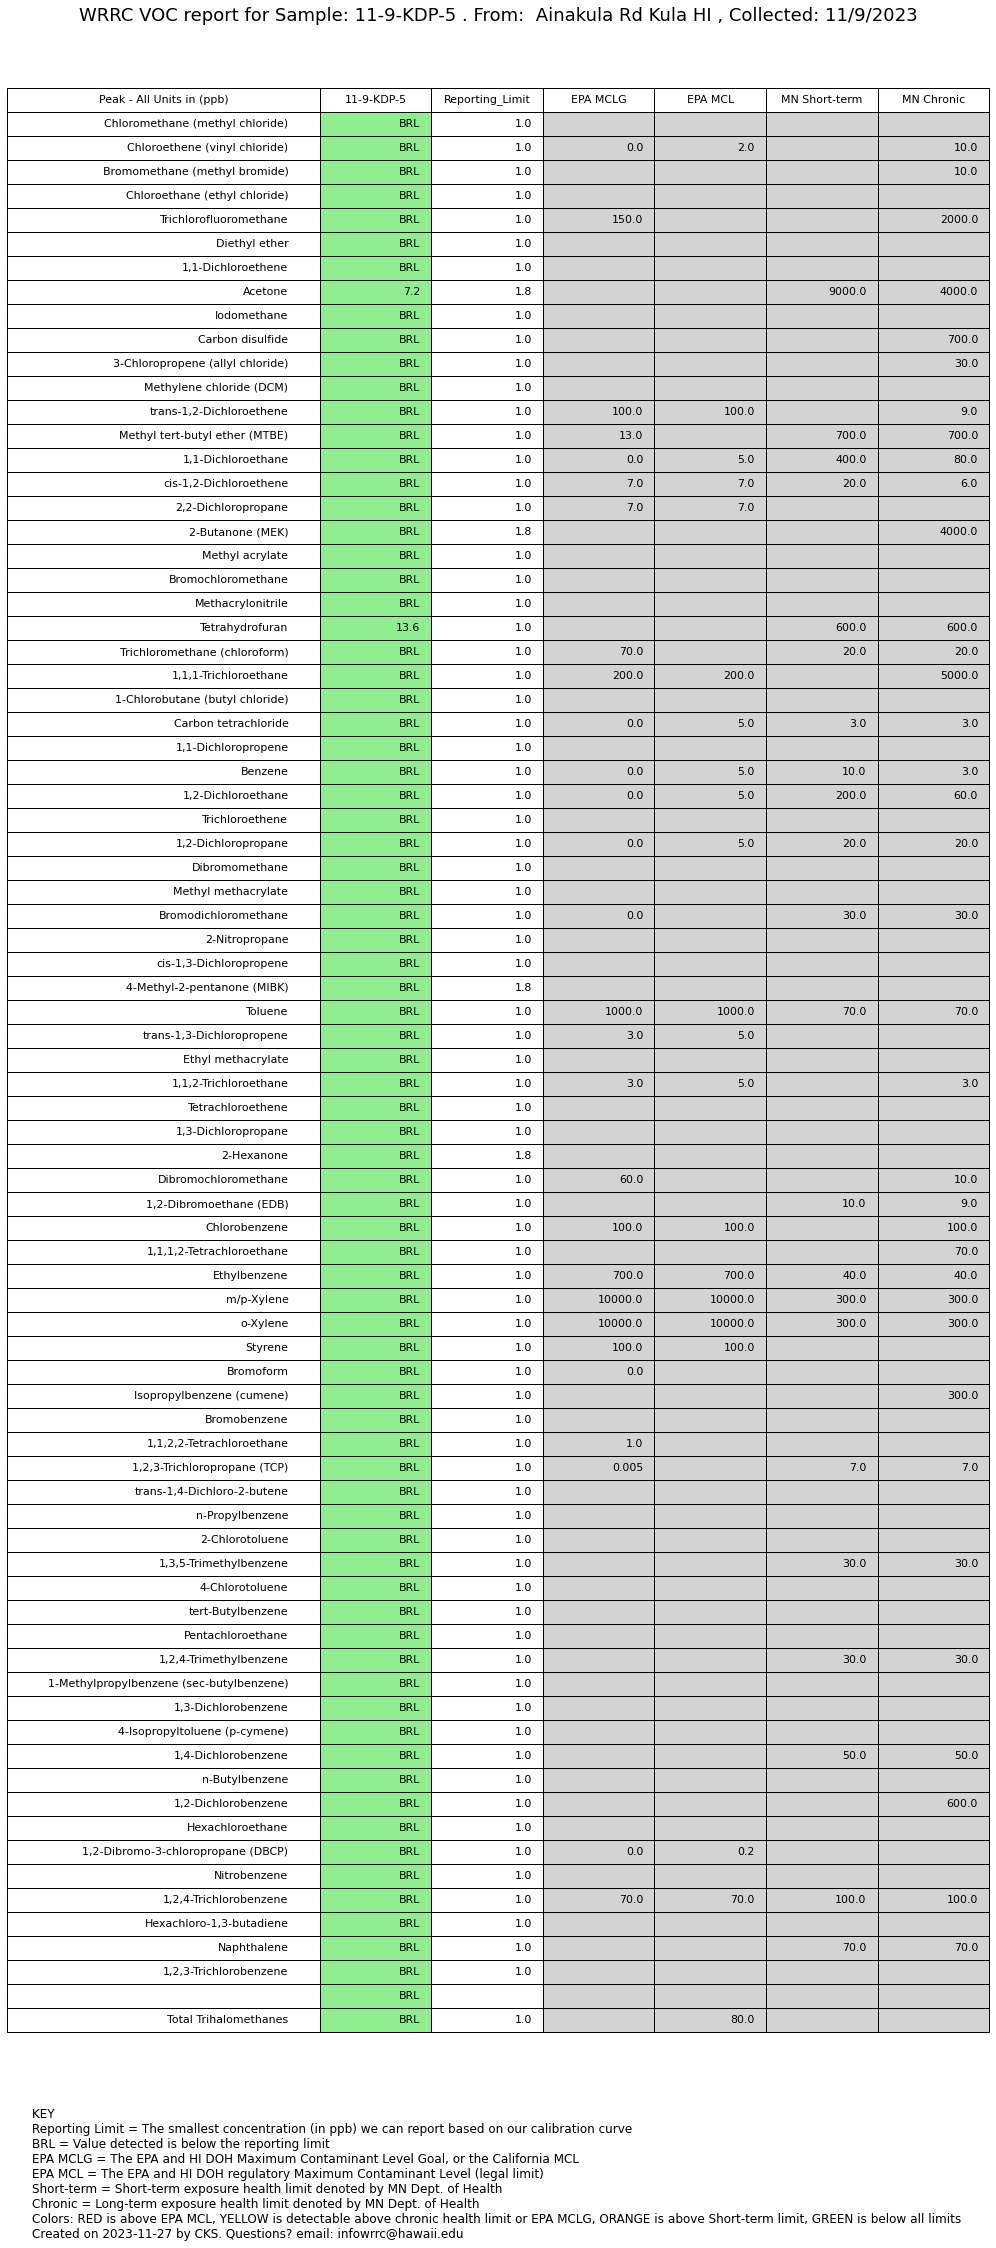 WRRC VOC report for Sample: 11-9-KDP-5 . From:  Ainakula Rd Kula HI , Collected: 11/9/2023
Peak - All Units in (ppb) 11-9-KDP-5 Reporting_Limit EPA MCLG EPA MCL MN Short-term MN Chronic
Chloromethane (methyl chloride) BRL 1.0
Chloroethene (vinyl chloride) BRL 1.0 0.0 2.0 10.0
Bromomethane (methyl bromide) BRL 1.0 10.0
Chloroethane (ethyl chloride) BRL 1.0
Trichlorofluoromethane BRL 1.0 150.0 2000.0
Diethyl ether BRL 1.0
1,1-Dichloroethene BRL 1.0
Acetone 7.2 1.8 9000.0 4000.0
Iodomethane BRL 1.0
Carbon disulfide BRL 1.0 700.0
3-Chloropropene (allyl chloride) BRL 1.0 30.0
Methylene chloride (DCM) BRL 1.0
trans-1,2-Dichloroethene BRL 1.0 100.0 100.0 9.0
Methyl tert-butyl ether (MTBE) BRL 1.0 13.0 700.0 700.0
1,1-Dichloroethane BRL 1.0 0.0 5.0 400.0 80.0
cis-1,2-Dichloroethene BRL 1.0 7.0 7.0 20.0 6.0
2,2-Dichloropropane BRL 1.0 7.0 7.0
2-Butanone (MEK) BRL 1.8 4000.0
Methyl acrylate BRL 1.0
Bromochloromethane BRL 1.0
Methacrylonitrile BRL 1.0
Tetrahydrofuran 13.6 1.0 600.0 600.0
Trichloromethane (chloroform) BRL 1.0 70.0 20.0 20.0
1,1,1-Trichloroethane BRL 1.0 200.0 200.0 5000.0
1-Chlorobutane (butyl chloride) BRL 1.0
Carbon tetrachloride BRL 1.0 0.0 5.0 3.0 3.0
1,1-Dichloropropene BRL 1.0
Benzene BRL 1.0 0.0 5.0 10.0 3.0
1,2-Dichloroethane BRL 1.0 0.0 5.0 200.0 60.0
Trichloroethene BRL 1.0
1,2-Dichloropropane BRL 1.0 0.0 5.0 20.0 20.0
Dibromomethane BRL 1.0
Methyl methacrylate BRL 1.0
Bromodichloromethane BRL 1.0 0.0 30.0 30.0
2-Nitropropane BRL 1.0
cis-1,3-Dichloropropene BRL 1.0
4-Methyl-2-pentanone (MIBK) BRL 1.8
Toluene BRL 1.0 1000.0 1000.0 70.0 70.0
trans-1,3-Dichloropropene BRL 1.0 3.0 5.0
Ethyl methacrylate BRL 1.0
1,1,2-Trichloroethane BRL 1.0 3.0 5.0 3.0
Tetrachloroethene BRL 1.0
1,3-Dichloropropane BRL 1.0
2-Hexanone BRL 1.8
Dibromochloromethane BRL 1.0 60.0 10.0
1,2-Dibromoethane (EDB) BRL 1.0 10.0 9.0
Chlorobenzene BRL 1.0 100.0 100.0 100.0
1,1,1,2-Tetrachloroethane BRL 1.0 70.0
Ethylbenzene BRL 1.0 700.0 700.0 40.0 40.0
m/p-Xylene BRL 1.0 10000.0 10000.0 300.0 300.0
o-Xylene BRL 1.0 10000.0 10000.0 300.0 300.0
Styrene BRL 1.0 100.0 100.0
Bromoform BRL 1.0 0.0
Isopropylbenzene (cumene) BRL 1.0 300.0
Bromobenzene BRL 1.0
1,1,2,2-Tetrachloroethane BRL 1.0 1.0
1,2,3-Trichloropropane (TCP) BRL 1.0 0.005 7.0 7.0
trans-1,4-Dichloro-2-butene BRL 1.0
n-Propylbenzene BRL 1.0
2-Chlorotoluene BRL 1.0
1,3,5-Trimethylbenzene BRL 1.0 30.0 30.0
4-Chlorotoluene BRL 1.0
tert-Butylbenzene BRL 1.0
Pentachloroethane BRL 1.0
1,2,4-Trimethylbenzene BRL 1.0 30.0 30.0
1-Methylpropylbenzene (sec-butylbenzene) BRL 1.0
1,3-Dichlorobenzene BRL 1.0
4-Isopropyltoluene (p-cymene) BRL 1.0
1,4-Dichlorobenzene BRL 1.0 50.0 50.0
n-Butylbenzene BRL 1.0
1,2-Dichlorobenzene BRL 1.0 600.0
Hexachloroethane BRL 1.0
1,2-Dibromo-3-chloropropane (DBCP) BRL 1.0 0.0 0.2
Nitrobenzene BRL 1.0
1,2,4-Trichlorobenzene BRL 1.0 70.0 70.0 100.0 100.0
Hexachloro-1,3-butadiene BRL 1.0
Naphthalene BRL 1.0 70.0 70.0
1,2,3-Trichlorobenzene BRL 1.0
BRL
Total Trihalomethanes BRL 1.0 80.0
KEY
Reporting Limit = The smallest concentration (in ppb) we can report based on our calibration curve
BRL = Value detected is below the reporting limit
EPA MCLG = The EPA and HI DOH Maximum Contaminant Level Goal, or the California MCL
EPA MCL = The EPA and HI DOH regulatory Maximum Contaminant Level (legal limit)
Short-term = Short-term exposure health limit denoted by MN Dept. of Health
Chronic = Long-term exposure health limit denoted by MN Dept. of Health
Colors: RED is above EPA MCL, YELLOW is detectable above chronic health limit or EPA MCLG, ORANGE is above Short-term limit, GREEN is below all limits
Created on 2023-11-27 by CKS. Questions? email: infowrrc@hawaii.edu